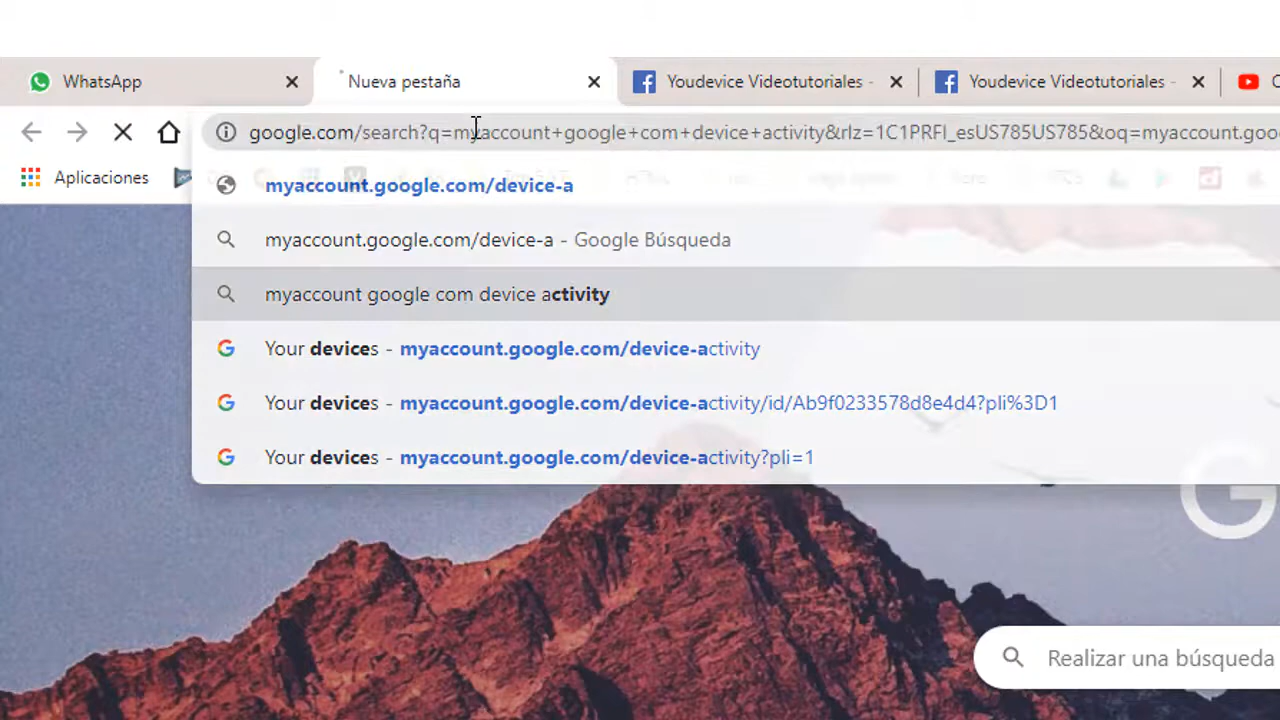 WhatsApp
Nueva pestaña
Youdevice Videotutoriales -
Youdevice Videotutoriales -
google.com/search?q=myaccount+google+com+device+activity&rlz=1C1PRFI_esUS785US785&oq=myaccount.goo
Aplicaciones
myaccount.google.com/device-a
myaccount.google.com/device-a - Google Búsqueda
myaccount google com device activity
Your devices - myaccount.google.com/device-activity
Your devices - myaccount.google.com/device-activity/id/Ab9f0233578d8e4d4?pli%3D1
Your devices - myaccount.google.com/device-activity?pli=1
G
Realizar una búsqueda